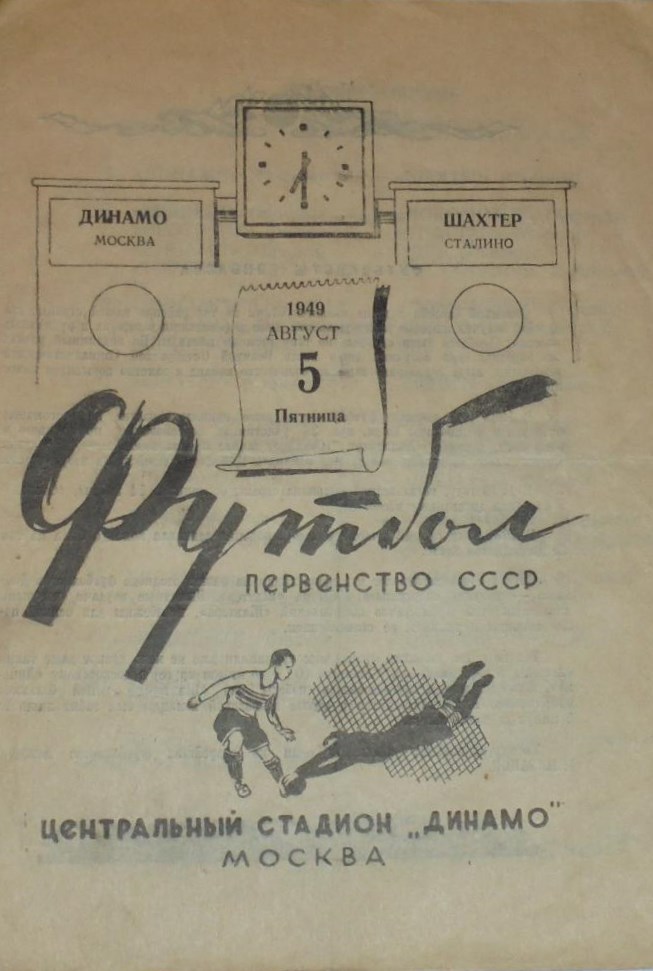 ДИНАМО
МОСКВА
ШАХТЕР
СТАЛИНО
1949
АВГУСТ
5
Пятница
Футбол
ПЕРВЕНСТВО СССР
ЦЕНТРАЛЬНЫЙ СТАДИОН „ДИНАМО"
МОСКВА